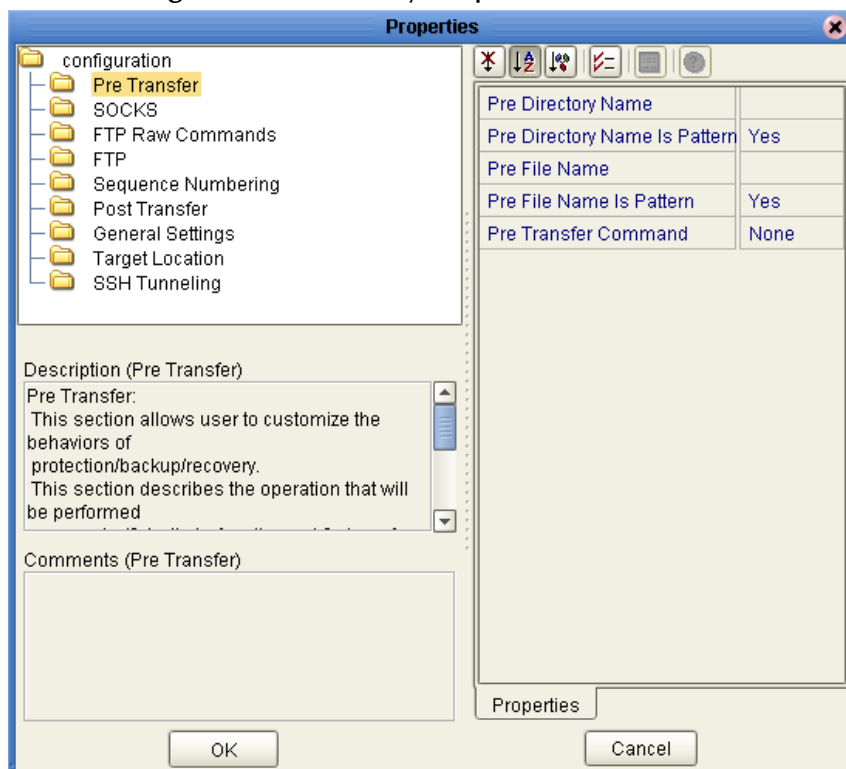 Properties
configuration
Pre Transfer
SOCKS
FTP Raw Commands
FTP
Sequence Numbering
Post Transfer
General Settings
Target Location
SSH Tunneling
Description (Pre Transfer)
Pre Transfer:
This section allows user to customize the
behaviors of
protection/backup/recovery.
This section describes the operation that will
be performed
Comments (Pre Transfer)
OK
Pre Directory Name
Pre Directory Name Is Pattern Yes
Pre File Name
Pre File Name Is Pattern Yes
Pre Transfer Command None
Properties
Cancel